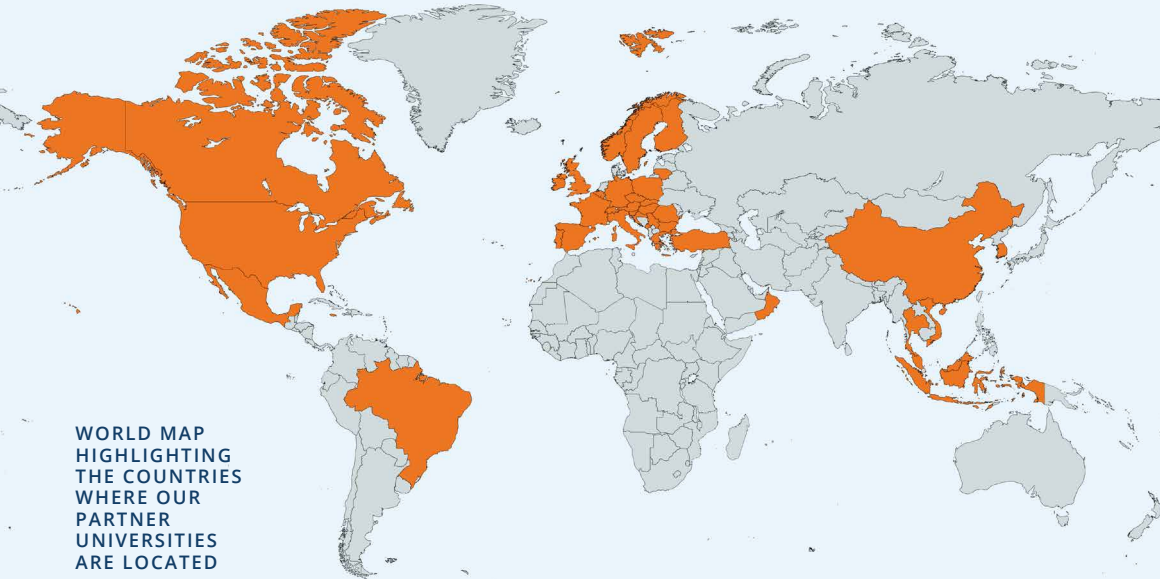 WORLD MAP
HIGHLIGHTING
THE COUNTRIES
WHERE OUR
PARTNER
UNIVERSITIES
ARE LOCATED